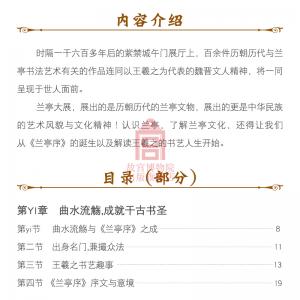 内容介绍
时隔一千六百多年后的紫禁城午门展厅上，百余件历朝历代与兰
亭书法艺术有关的作品连同以王羲之为代表的魏晋文人精神，将一同
呈现于世人面前。
兰亭大展，展出的是历朝历代的兰亭文物，展出的更是中华民族
的艺术风貌与文化精神！认识兰亭，了解兰亭文化，还得让我们
从《兰亭序》的诞生以及解读王羲之的书艺人生开始。
故宫博物院
目录（部分）
第YI章 曲水流觞,成就千古书圣
第yi节 曲水流觞与《兰亭序》之成 8
第二节 出身名门,兼撮众法 11
第三节 王羲之书艺趣事 13
第四节 《兰亭序》序文与意境 19